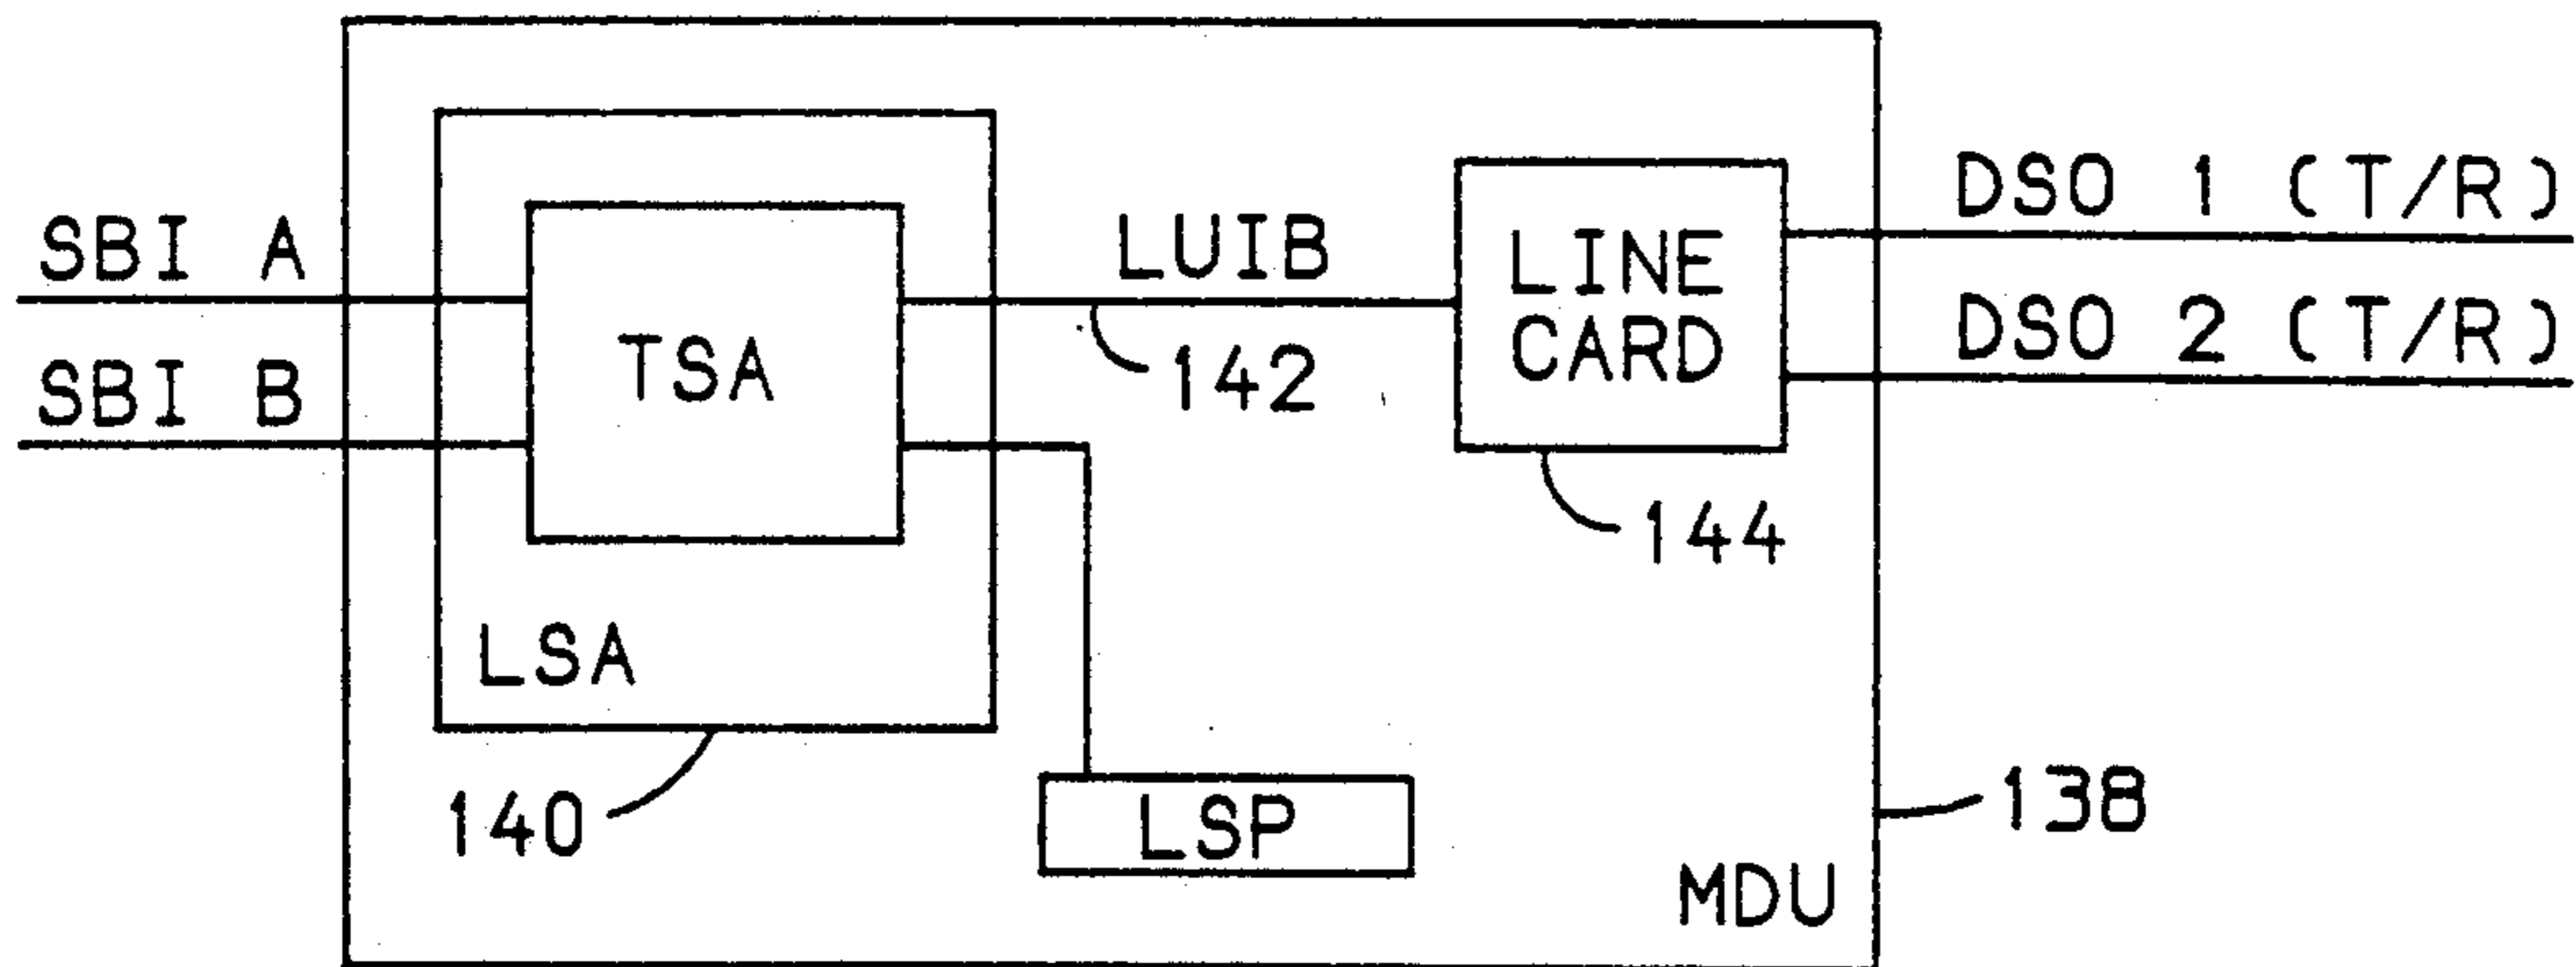 SBI A
SBI B
TSA
LSA
140
LUIB
142
LINE
CARD
144
LSP
DSO 1 (T/R)
DSO 2 (T/R)
138
MDU